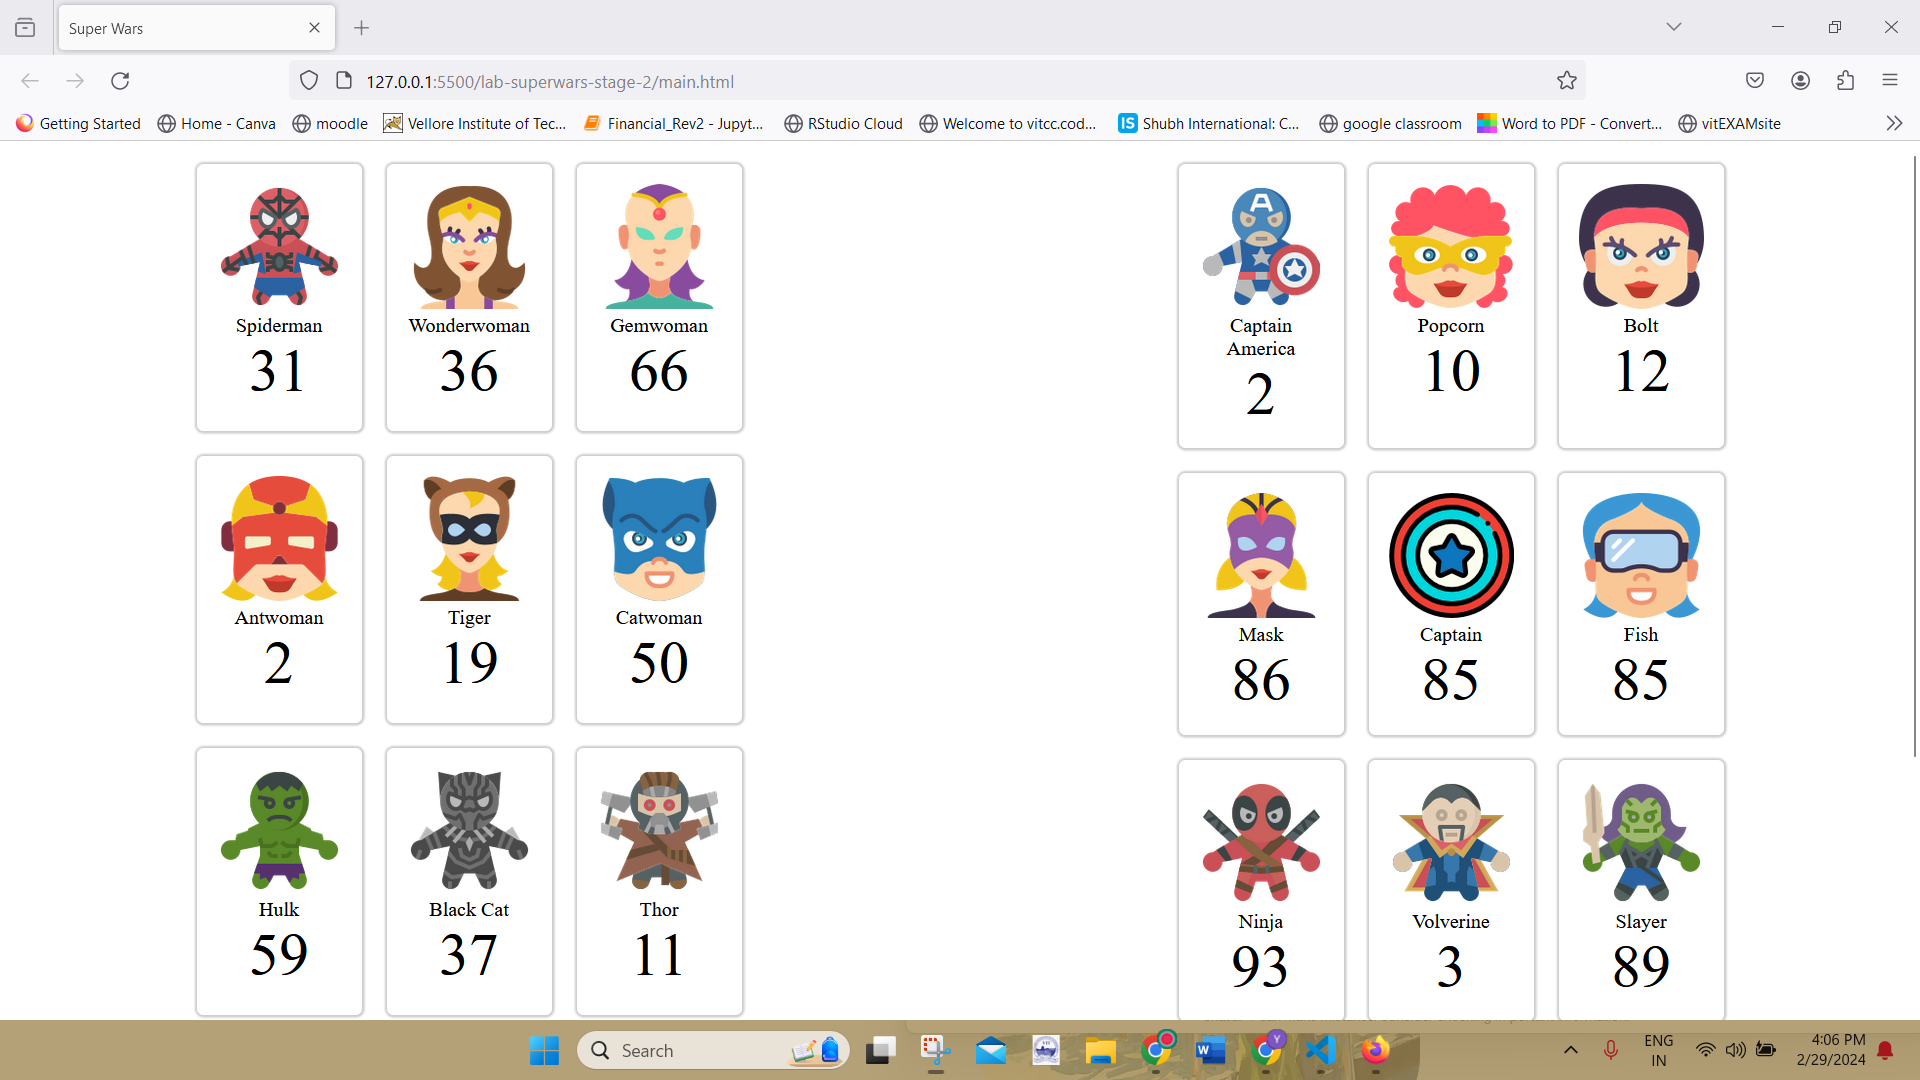 Super Wars
127.0.0.1:5500/lab-superwars-stage-2/main.html
Getting Started
Home - Canva
moodle
Vellore Institute of Tec...
Financial_Rev2 - Jupyt...
RStudio Cloud
Welcome to vitcc.cod...
IS
Shubh International: C...
google classroom
Word to PDF - Convert...
vitEXAMsite
Spiderman
31
Wonderwoman
36
Gemwoman
66
A
Captain
America
2
Popcorn
10
Bolt
12
Antwoman
2
Tiger
19
Catwoman
50
Mask
86
Captain
85
Fish
85
Hulk
59
Black Cat
37
Thor
11
Ninja
93
Volverine
3
Slayer
89
Search
W
Y
ENG
IN
4:06 PM
2/29/2024